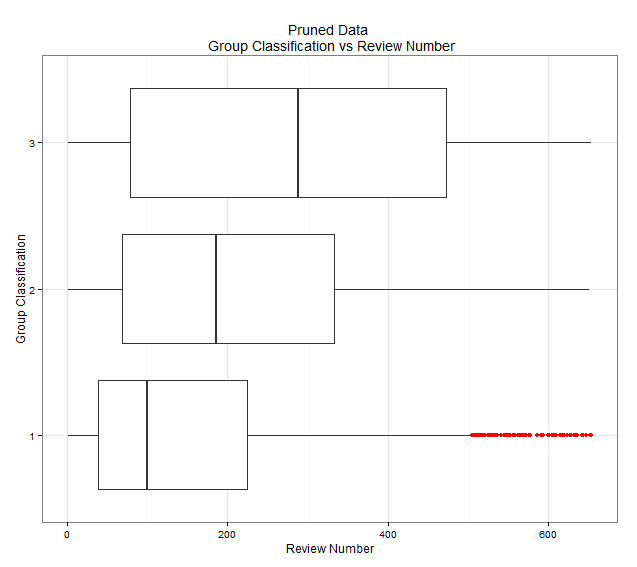 Pruned Data
Group Classification vs Review Number
Group Classification
3
2
1
0 200 400 600
Review Number